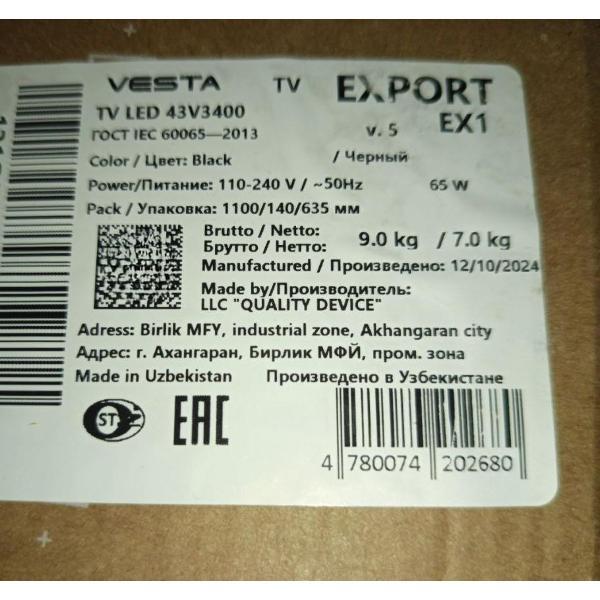 VESTA TV EXPORT
TV LED 43V3400 EX1
ГОСТ IEC 60065—2013 v. 5
Color / Цвет: Black / Черный
Power/Питание: 110-240 V / ~50Hz 65 W
Pack / Упаковка: 1100/140/635 мм
Brutto / Netto:
Брутто / Нетто: 9.0 kg / 7.0 kg
Manufactured / Произведено: 12/10/2024
Made by/Производитель:
LLC "QUALITY DEVICE"
Adress: Birlik MFY, industrial zone, Akhangaran city
Адрес: г. Ахангаран, Бирлик МФЙ, пром. зона
Made in Uzbekistan Произведено в Узбекистане
ST
EAC
4 780074 202680